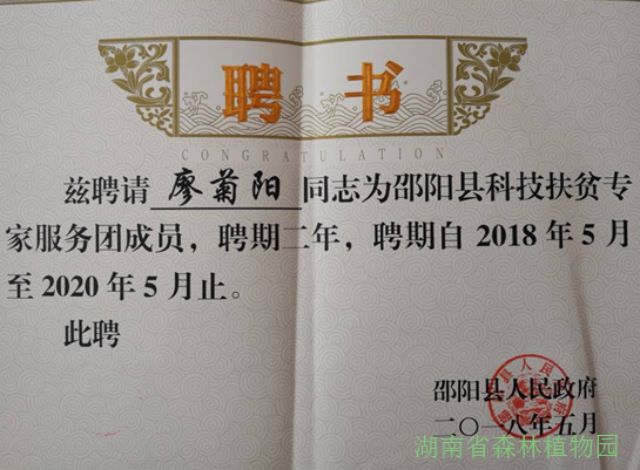 聘书
CONGRATULATION
兹聘请 廖菊阳 同志为邵阳县科技扶贫专
家服务团成员，聘期二年，聘期自 2018 年 5 月
至 2020 年 5 月止。
此聘
邵阳县人民政府
二〇一八年五月
湖南省森林植物园